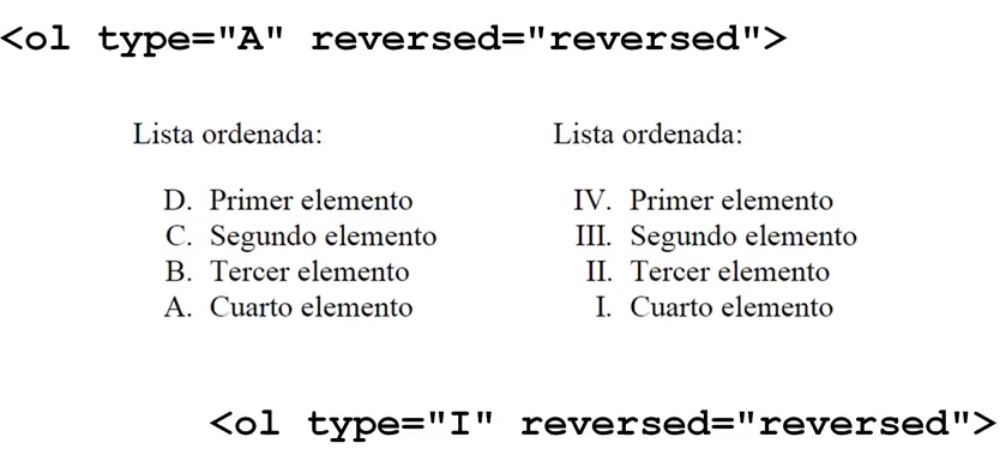 <ol type="A" reversed="reversed">
Lista ordenada:
D. Primer elemento
C. Segundo elemento
B. Tercer elemento
A. Cuarto elemento
Lista ordenada:
IV. Primer elemento
III. Segundo elemento
II. Tercer elemento
I. Cuarto elemento
<ol type="I" reversed="reversed">